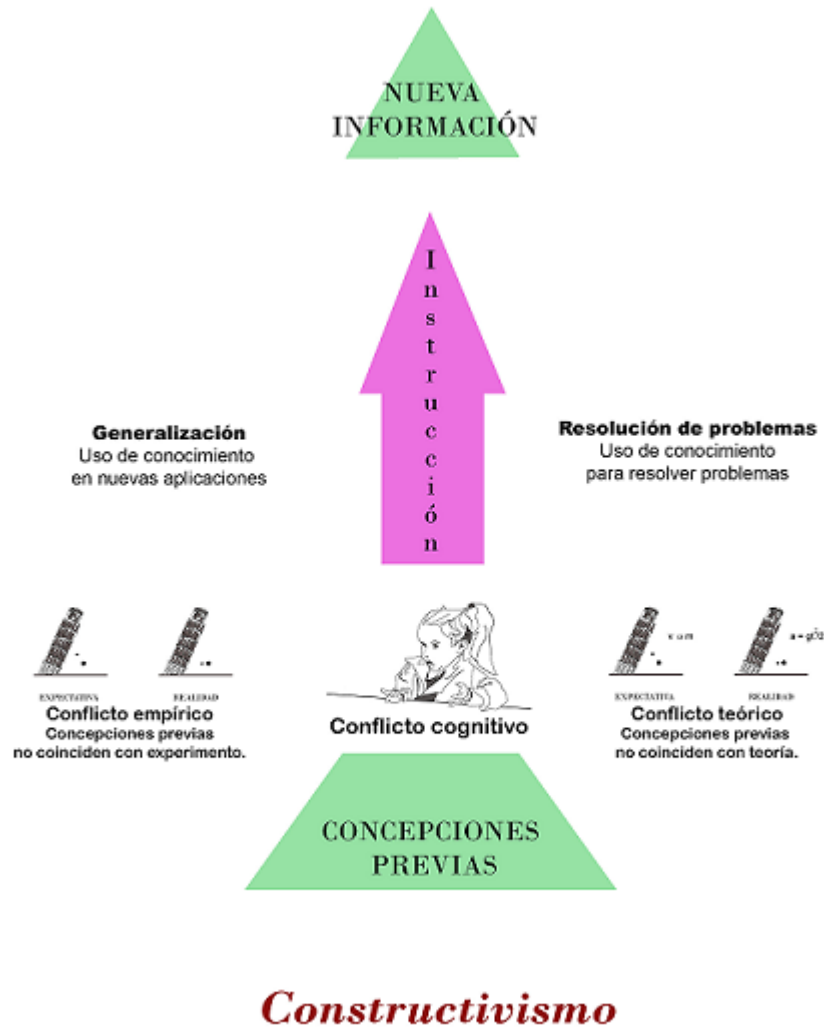 NUEVA
INFORMACIÓN
Instrucción
Generalización
Uso de conocimiento
en nuevas aplicaciones
Resolución de problemas
Uso de conocimiento
para resolver problemas
EXPECTATIVA
REALIDAD
Conflicto empírico
Concepciones previas
no coinciden con experimento.
Conflicto cognitivo
EXPECTATIVA
REALIDAD
Conflicto teórico
Concepciones previas
no coinciden con teoría.
CONCEPCIONES
PREVIAS
Constructivismo